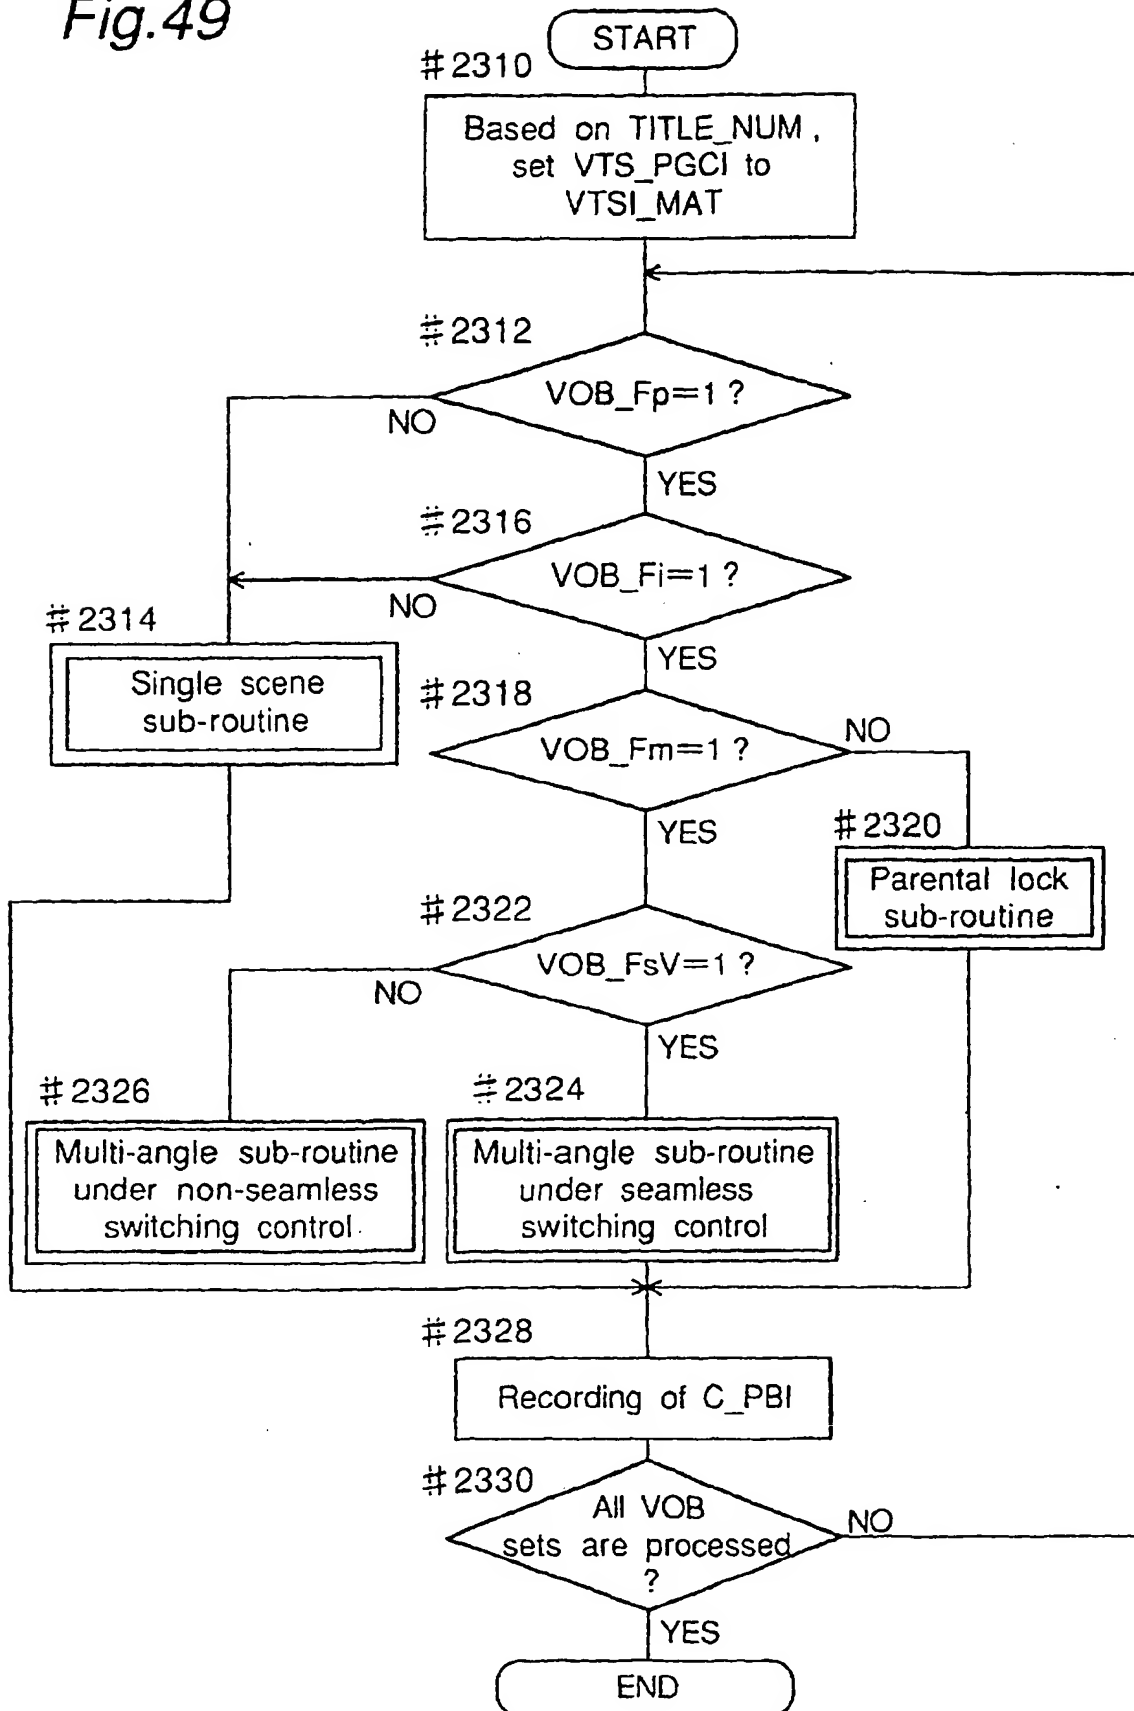 Fig.49
START
#2310
Based on TITLE_NUM,
set VTS_PGCI to
VTSI_MAT
#2312
VOB_Fp=1 ?
NO
YES
#2316
VOB_Fi=1 ?
NO
YES
#2314
Single scene
sub-routine
#2318
VOB_Fm=1 ?
NO
YES
#2320
Parental lock
sub-routine
#2322
VOB_FsV=1 ?
NO
YES
#2326
Multi-angle sub-routine
under non-seamless
switching control
#2324
Multi-angle sub-routine
under seamless
switching control
#2328
Recording of C_PBI
#2330
All VOB
sets are processed
?
NO
YES
END